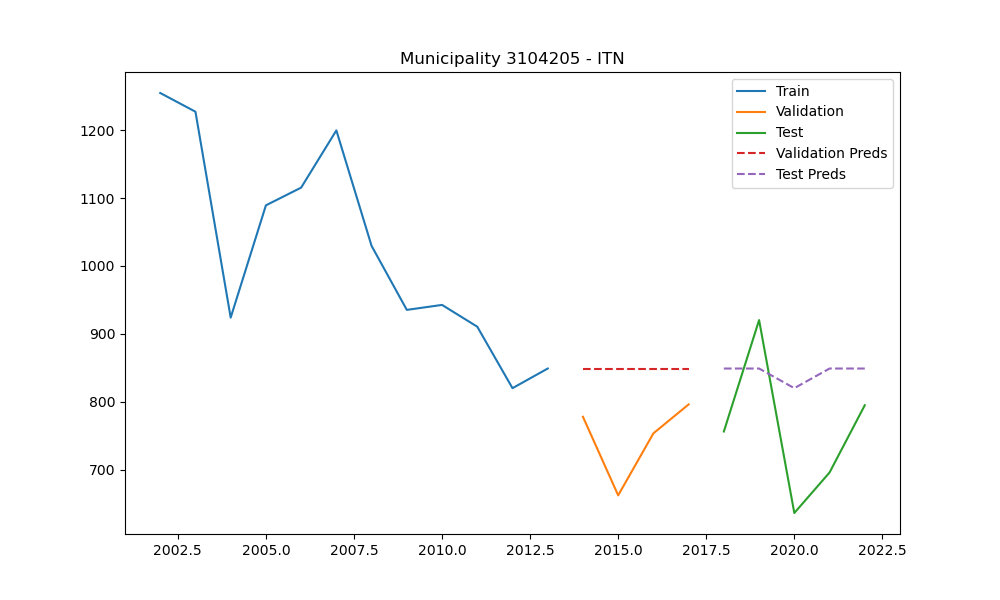 Municipality 3104205 - ITN
Train
Validation
Test
Validation Preds
Test Preds
1200
1100
1000
900
800
700
2002.5 2005.0 2007.5 2010.0 2012.5 2015.0 2017.5 2020.0 2022.5